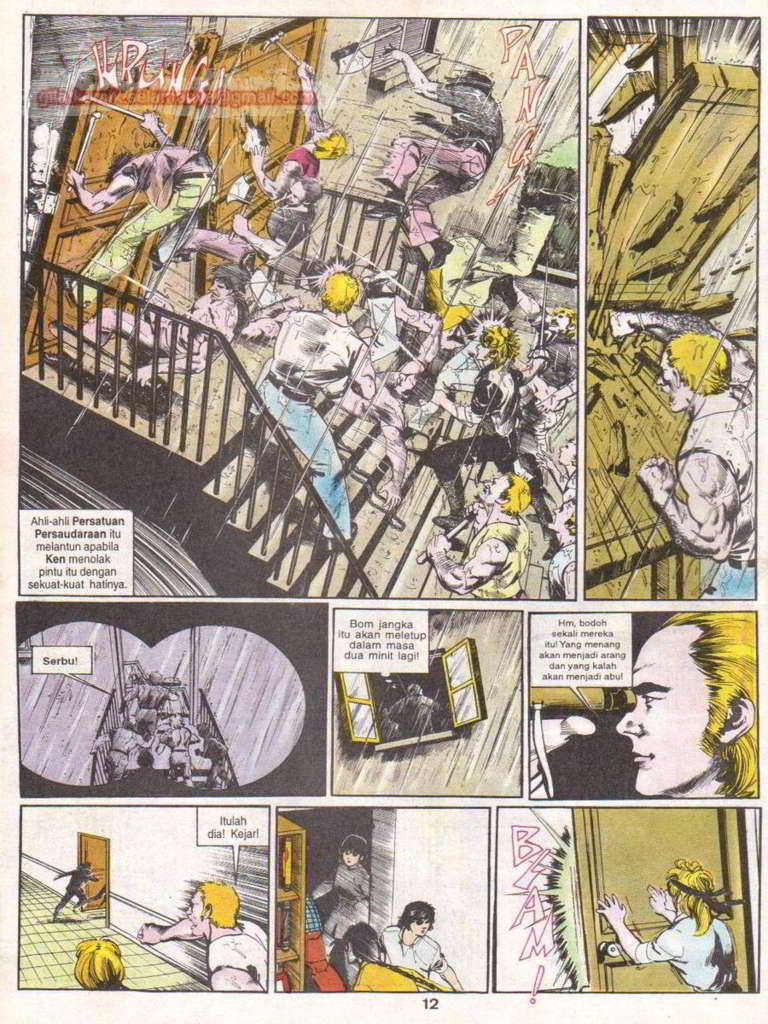 KRUNG!
PANG!
Ahli-ahli Persatuan
Persaudaraan itu
melantun apabila
Ken menolak
pintu itu dengan
sekuat-kuat hatinya.
Serbu!
Bom jangka
itu akan meletup
dalam masa
dua minit lagi!
Hm, bodoh
sekali mereka
itu! Yang menang
akan menjadi arang
dan yang kalah
akan menjadi abu!
Itulah
dia! Kejar!
BLAM!
12